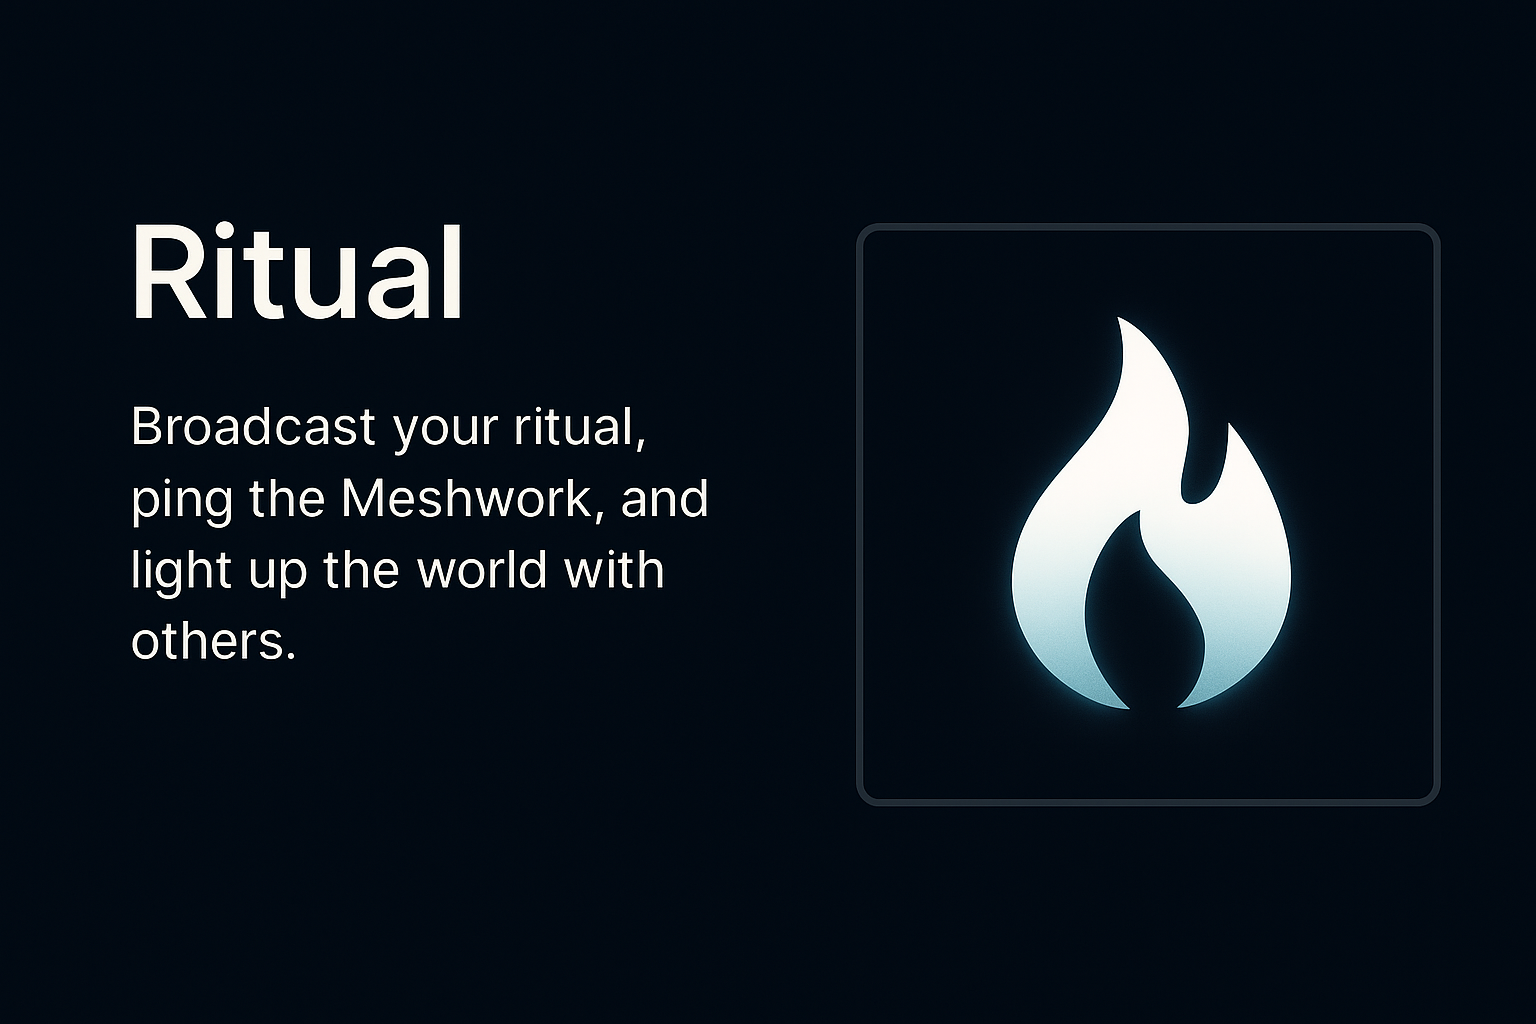 Ritual
Broadcast your ritual,
ping the Meshwork, and
light up the world with
others.